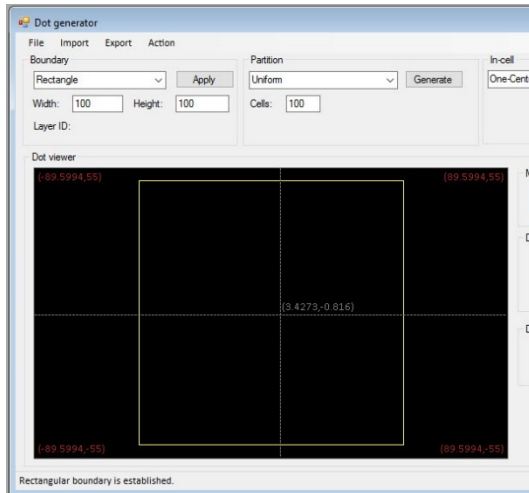 Dot generator
File Import Export Action
Boundary Partition In-cell
Rectangle Apply Uniform Generate
Width: 100 Height: 100 Cells: 100
Layer ID:
Dot viewer
(-89.5994,55) (89.5994,55)
(3.4273,-0.816)
(-89.5994,-55) (89.5994,-55)
Rectangular boundary is established.